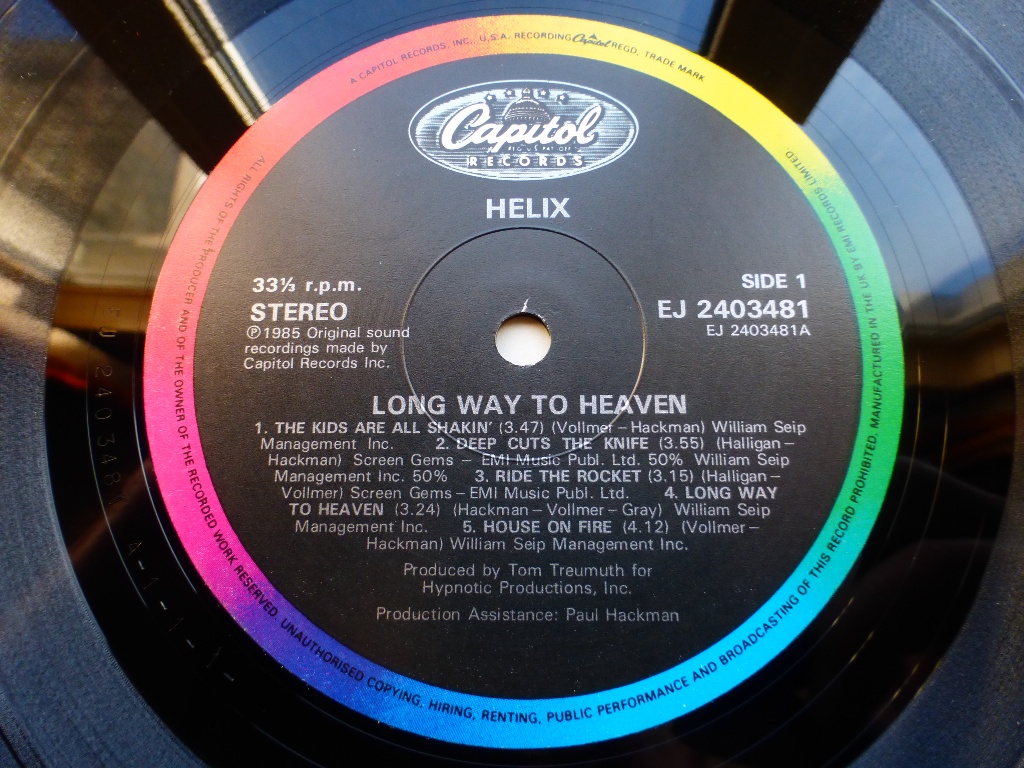 A CAPITOL RECORDS, INC., U.S.A. RECORDING Capitol REGD. TRADE MARK
Capitol
RECORDS
HELIX
33⅓ r.p.m.
STEREO
℗ 1985 Original sound
recordings made by
Capitol Records Inc.
SIDE 1
EJ 2403481
EJ 2403481A
LONG WAY TO HEAVEN
1. THE KIDS ARE ALL SHAKIN' (3.47) (Vollmer – Hackman) William Seip
Management Inc. 2. DEEP CUTS THE KNIFE (3.55) (Halligan –
Hackman) Screen Gems – EMI Music Publ. Ltd. 50% William Seip
Management Inc. 50% 3. RIDE THE ROCKET (3.15) (Halligan –
Vollmer) Screen Gems – EMI Music Publ. Ltd. 4. LONG WAY
TO HEAVEN (3.24) (Hackman – Vollmer – Gray) William Seip
Management Inc. 5. HOUSE ON FIRE (4.12) (Vollmer –
Hackman) William Seip Management Inc.
Produced by Tom Treumuth for
Hypnotic Productions, Inc.
Production Assistance: Paul Hackman
ALL RIGHTS OF THE PRODUCER AND OF THE OWNER OF THE RECORDED WORK RESERVED. UNAUTHORISED COPYING, HIRING, RENTING, PUBLIC PERFORMANCE AND BROADCASTING OF THIS RECORD PROHIBITED. MANUFACTURED IN THE UK BY EMI RECORDS LIMITED.